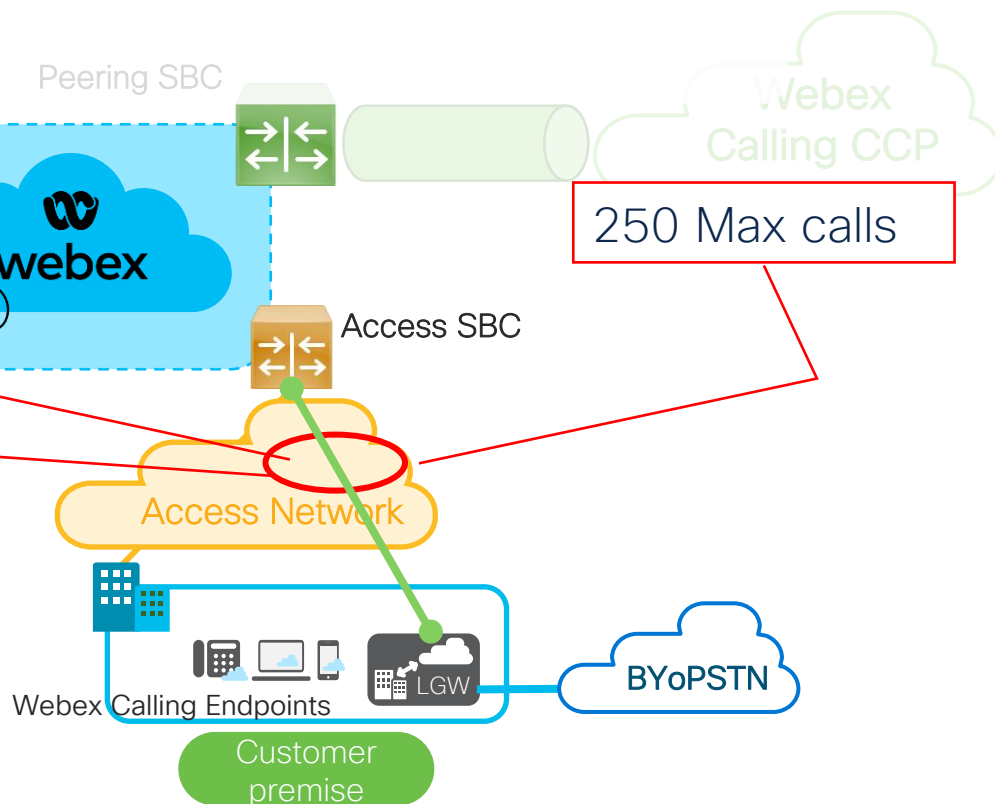 Peering SBC
Webex
Calling CCP
250 Max calls
webex
Access SBC
Access Network
LGW
BYoPSTN
Webex Calling Endpoints
Customer
premise